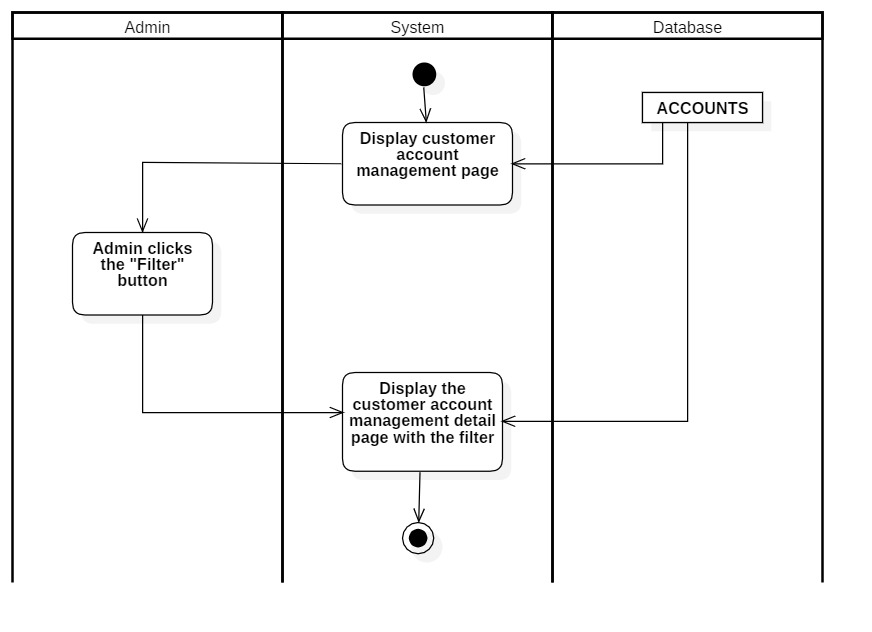 Admin
System
Database
ACCOUNTS
Display customer
account
management page
Admin clicks
the "Filter"
button
Display the
customer account
management detail
page with the filter